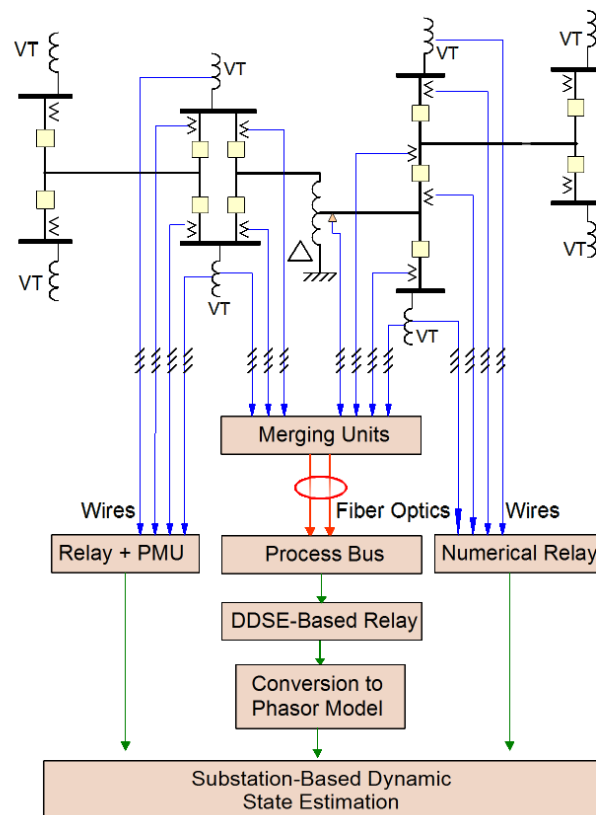 VT
VT
VT
VT
VT
VT
VT
VT
Merging Units
Wires
Fiber Optics
Wires
Relay + PMU
Process Bus
Numerical Relay
DDSE-Based Relay
Conversion to
Phasor Model
Substation-Based Dynamic
State Estimation